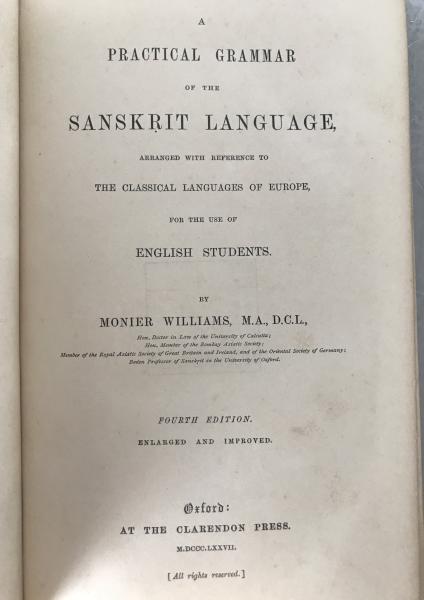 A
PRACTICAL GRAMMAR
OF THE
SANSKṚIT LANGUAGE,
ARRANGED WITH REFERENCE TO
THE CLASSICAL LANGUAGES OF EUROPE,
FOR THE USE OF
ENGLISH STUDENTS.
BY
MONIER WILLIAMS, M.A., D.C.L.,
Hon. Doctor in Law of the University of Calcutta;
Hon. Member of the Bombay Asiatic Society;
Member of the Royal Asiatic Society of Great Britain and Ireland, and of the Oriental Society of Germany;
Boden Professor of Sanskṛit in the University of Oxford.
FOURTH EDITION.
ENLARGED AND IMPROVED.
Oxford:
AT THE CLARENDON PRESS.
M.DCCC.LXXVII.
[All rights reserved.]